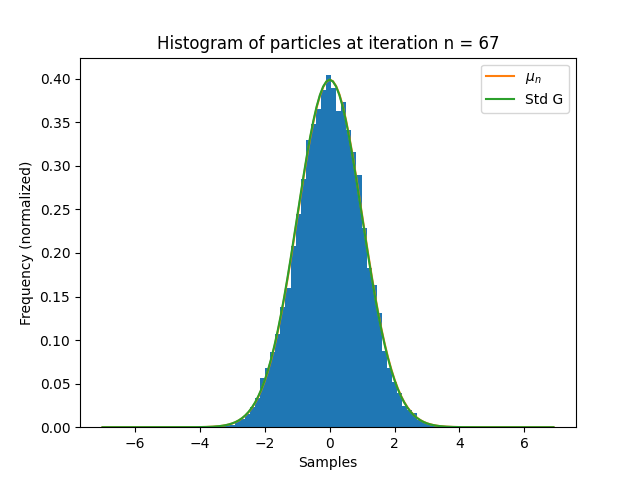 Histogram of particles at iteration n = 67
μn
Std G
0.40
0.35
0.30
0.25
0.20
0.15
0.10
0.05
0.00
Frequency (normalized)
−6 −4 −2 0 2 4 6
Samples